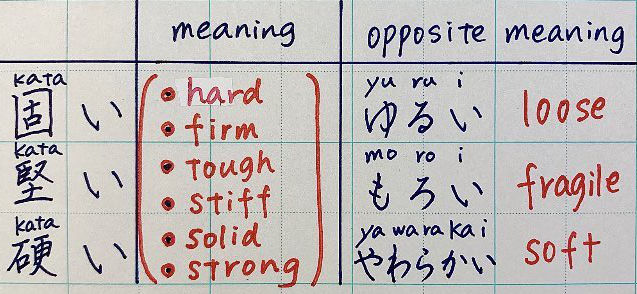 meaning opposite meaning
kata yu ru i
固い • hard ゆるい loose
• firm
kata mo ro i
堅い • tough もろい fragile
• stiff
kata ya wa ra ka i
硬い • solid やわらかい soft
• strong